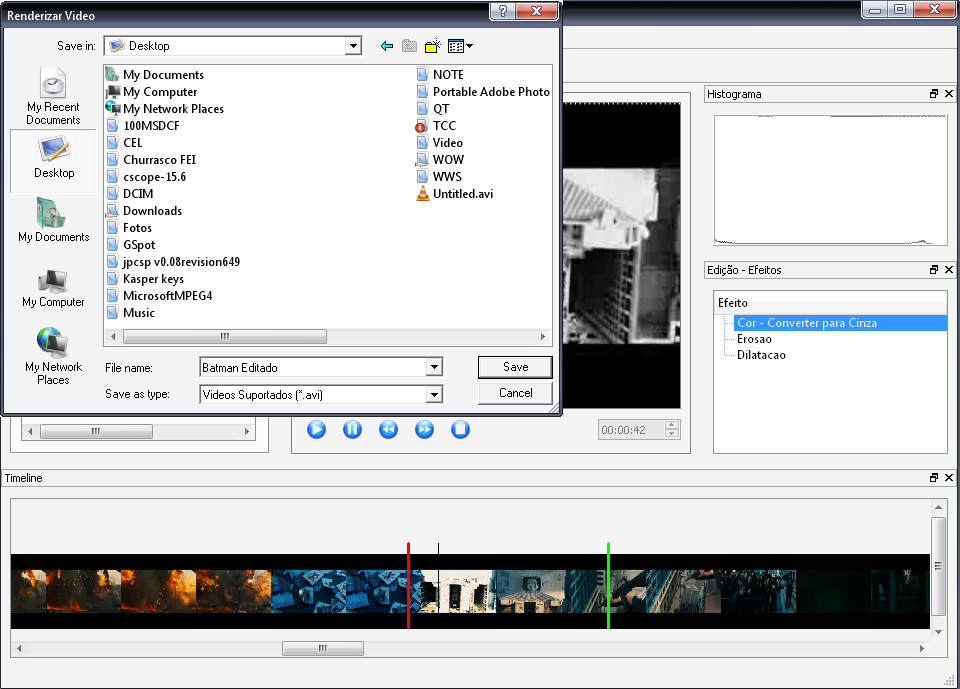 Renderizar Video
Save in:
Desktop
My Recent
Documents
Desktop
My Documents
My Computer
My Network
Places
My Documents
My Computer
My Network Places
100MSDCF
CEL
Churrasco FEI
cscope-15.6
DCIM
Downloads
Fotos
GSpot
jpcsp v0.08revision649
Kasper keys
MicrosoftMPEG4
Music
NOTE
Portable Adobe Photo
QT
TCC
Video
WOW
WWS
Untitled.avi
File name:
Batman Editado
Save
Save as type:
Videos Suportados (*.avi)
Cancel
Histograma
Edição - Efeitos
Efeito
Cor - Converter para Cinza
Erosao
Dilatacao
00:00:42
Timeline